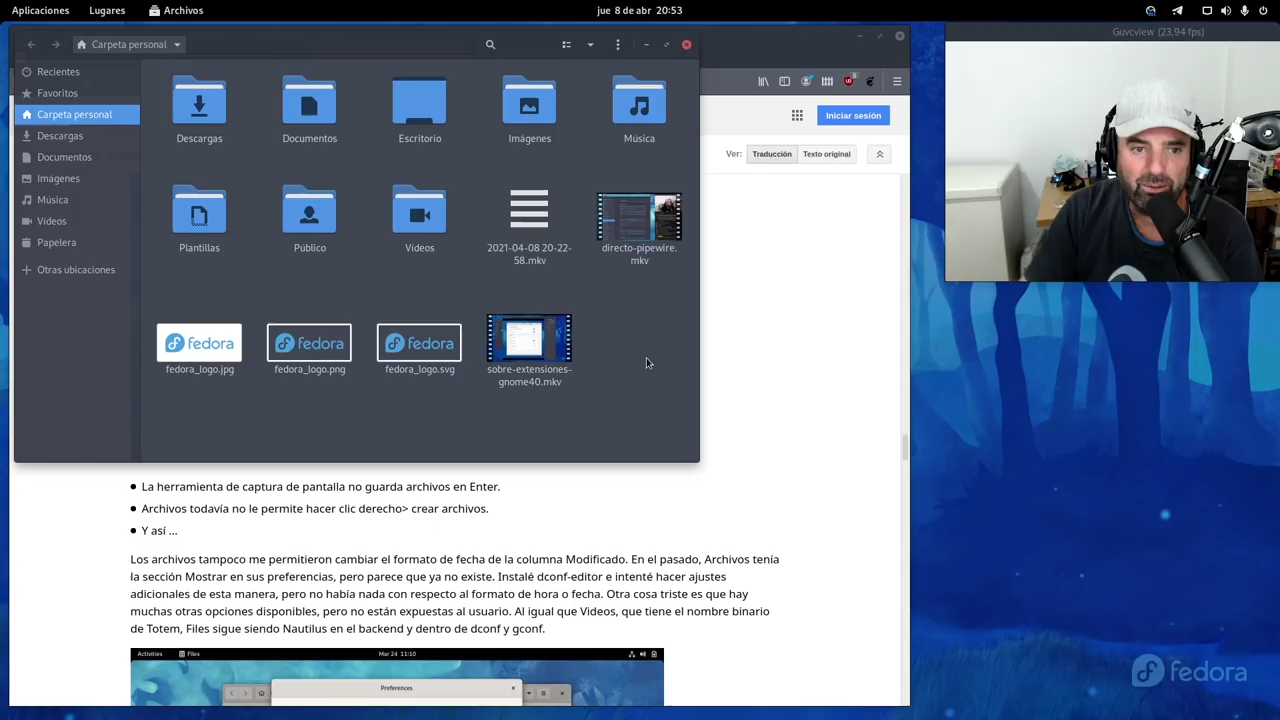 Aplicaciones Lugares Archivos jue 8 de abr 20:53
Guvcview (23,94 fps)
Carpeta personal
Recientes
Favoritos
Carpeta personal
Descargas
Documentos
Imágenes
Música
Vídeos
Papelera
Otras ubicaciones
Descargas Documentos Escritorio Imágenes Música
Plantillas Público Vídeos 2021-04-08 20-22-
58.mkv
directo-pipewire.
mkv
fedora
fedora
fedora
fedora_logo.jpg fedora_logo.png fedora_logo.svg sobre-extensiones-
gnome40.mkv
8
Iniciar sesión
Ver: Traducción Texto original
La herramienta de captura de pantalla no guarda archivos en Enter.
Archivos todavía no le permite hacer clic derecho> crear archivos.
Y así ...
Los archivos tampoco me permitieron cambiar el formato de fecha de la columna Modificado. En el pasado, Archivos tenía
la sección Mostrar en sus preferencias, pero parece que ya no existe. Instalé dconf-editor e intenté hacer ajustes
adicionales de esta manera, pero no había nada con respecto al formato de hora o fecha. Otra cosa triste es que hay
muchas otras opciones disponibles, pero no están expuestas al usuario. Al igual que Videos, que tiene el nombre binario
de Totem, Files sigue siendo Nautilus en el backend y dentro de dconf y gconf.
Activities Files Mar 24 11:10
Preferences
fedora